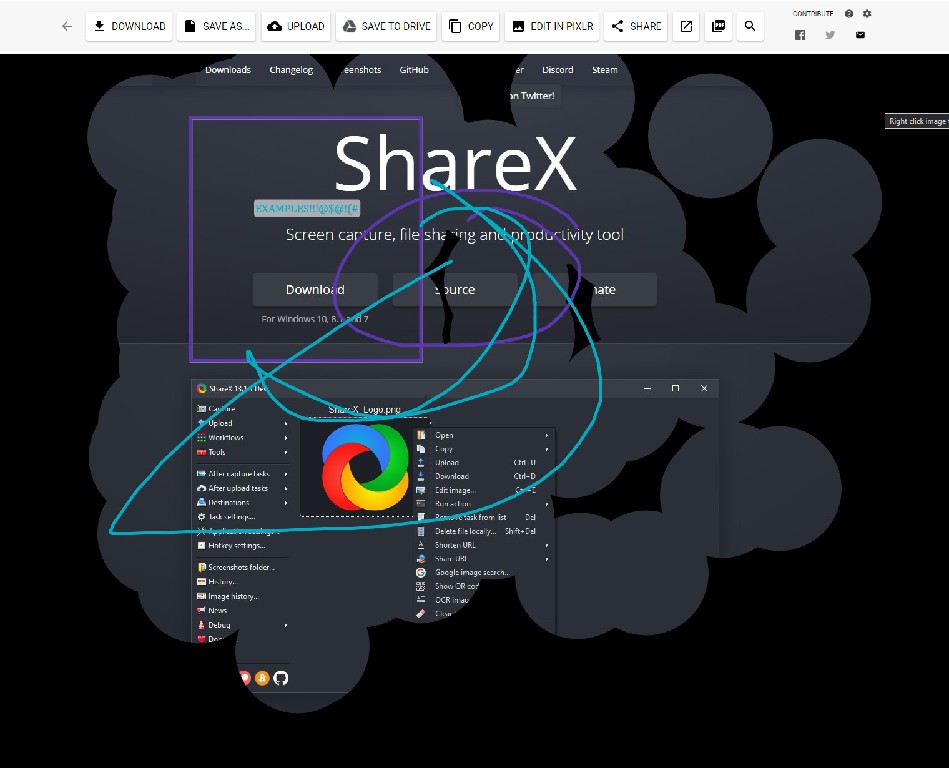 DOWNLOAD SAVE AS... UPLOAD SAVE TO DRIVE COPY EDIT IN PIXLR SHARE PDF CONTRIBUTE
Downloads Changelog eenshots GitHub er Discord Steam
on Twitter!
Right click image
ShareX
EXAMPLES!!!@$@![#
Screen capture, file sharing and productivity tool
Download Source nate
For Windows 10, 8.1 and 7
ShareX 13.1
Capture
Upload
Workflows
Tools
After capture tasks
After upload tasks
Destinations
Task settings...
Application settings...
Hotkey settings...
Screenshots folder...
History...
Image history...
News
Debug
ShareX_Logo.png
Open
Copy
Upload Ctrl+U
Download Ctrl+D
Edit image... Ctrl+E
Run action
Remove task from list Del
Delete file locally... Shift+Del
Shorten URL
Share URL
Google image search...
Show QR cod
OCR imag
Clear